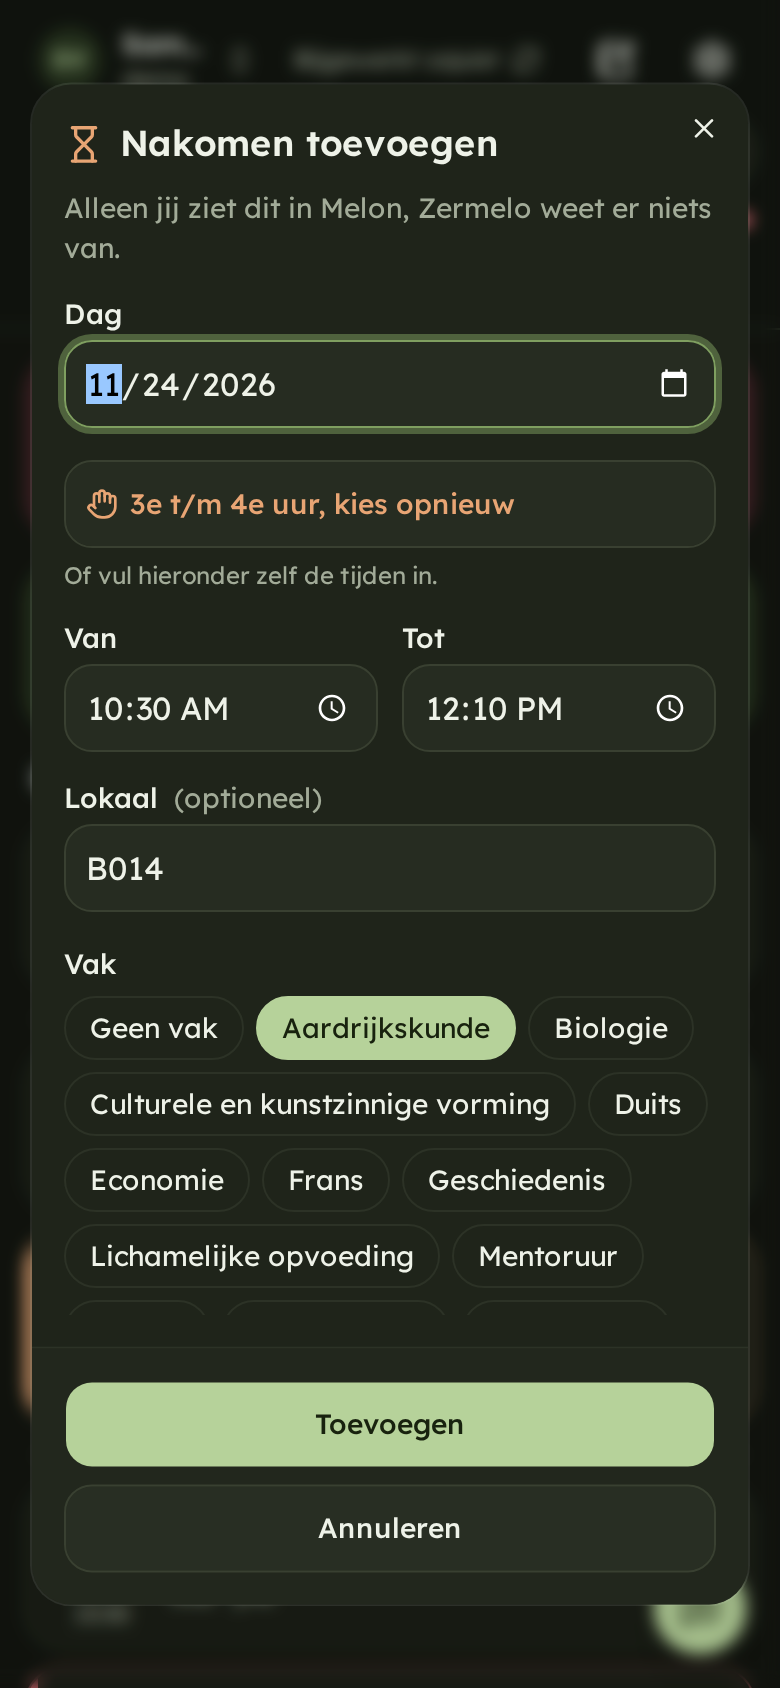 Nakomen toevoegen
Alleen jij ziet dit in Melon, Zermelo weet er niets
van.
Dag
11/24/2026
3e t/m 4e uur, kies opnieuw
Of vul hieronder zelf de tijden in.
Van Tot
10:30 AM 12:10 PM
Lokaal (optioneel)
B014
Vak
Geen vak Aardrijkskunde Biologie
Culturele en kunstzinnige vorming Duits
Economie Frans Geschiedenis
Lichamelijke opvoeding Mentoruur
Toevoegen
Annuleren